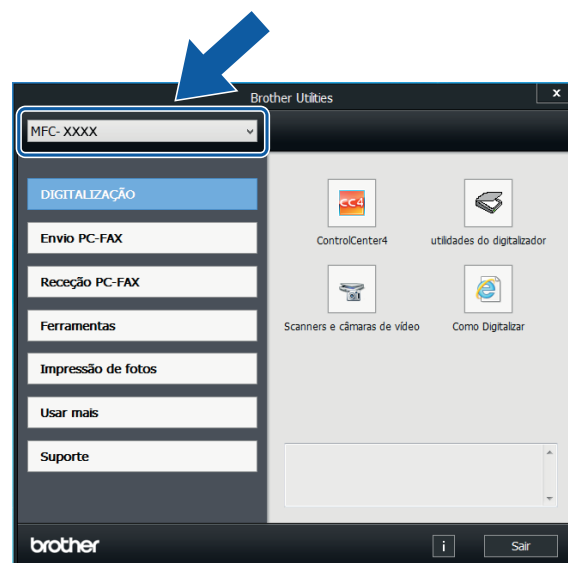 Brother Utilities
x
MFC- XXXX
DIGITALIZAÇÃO
Envio PC-FAX
Receção PC-FAX
Ferramentas
Impressão de fotos
Usar mais
Suporte
CC4
ControlCenter4
utilidades do digitalizador
Scanners e câmaras de vídeo
Como Digitalizar
brother
i
Sair